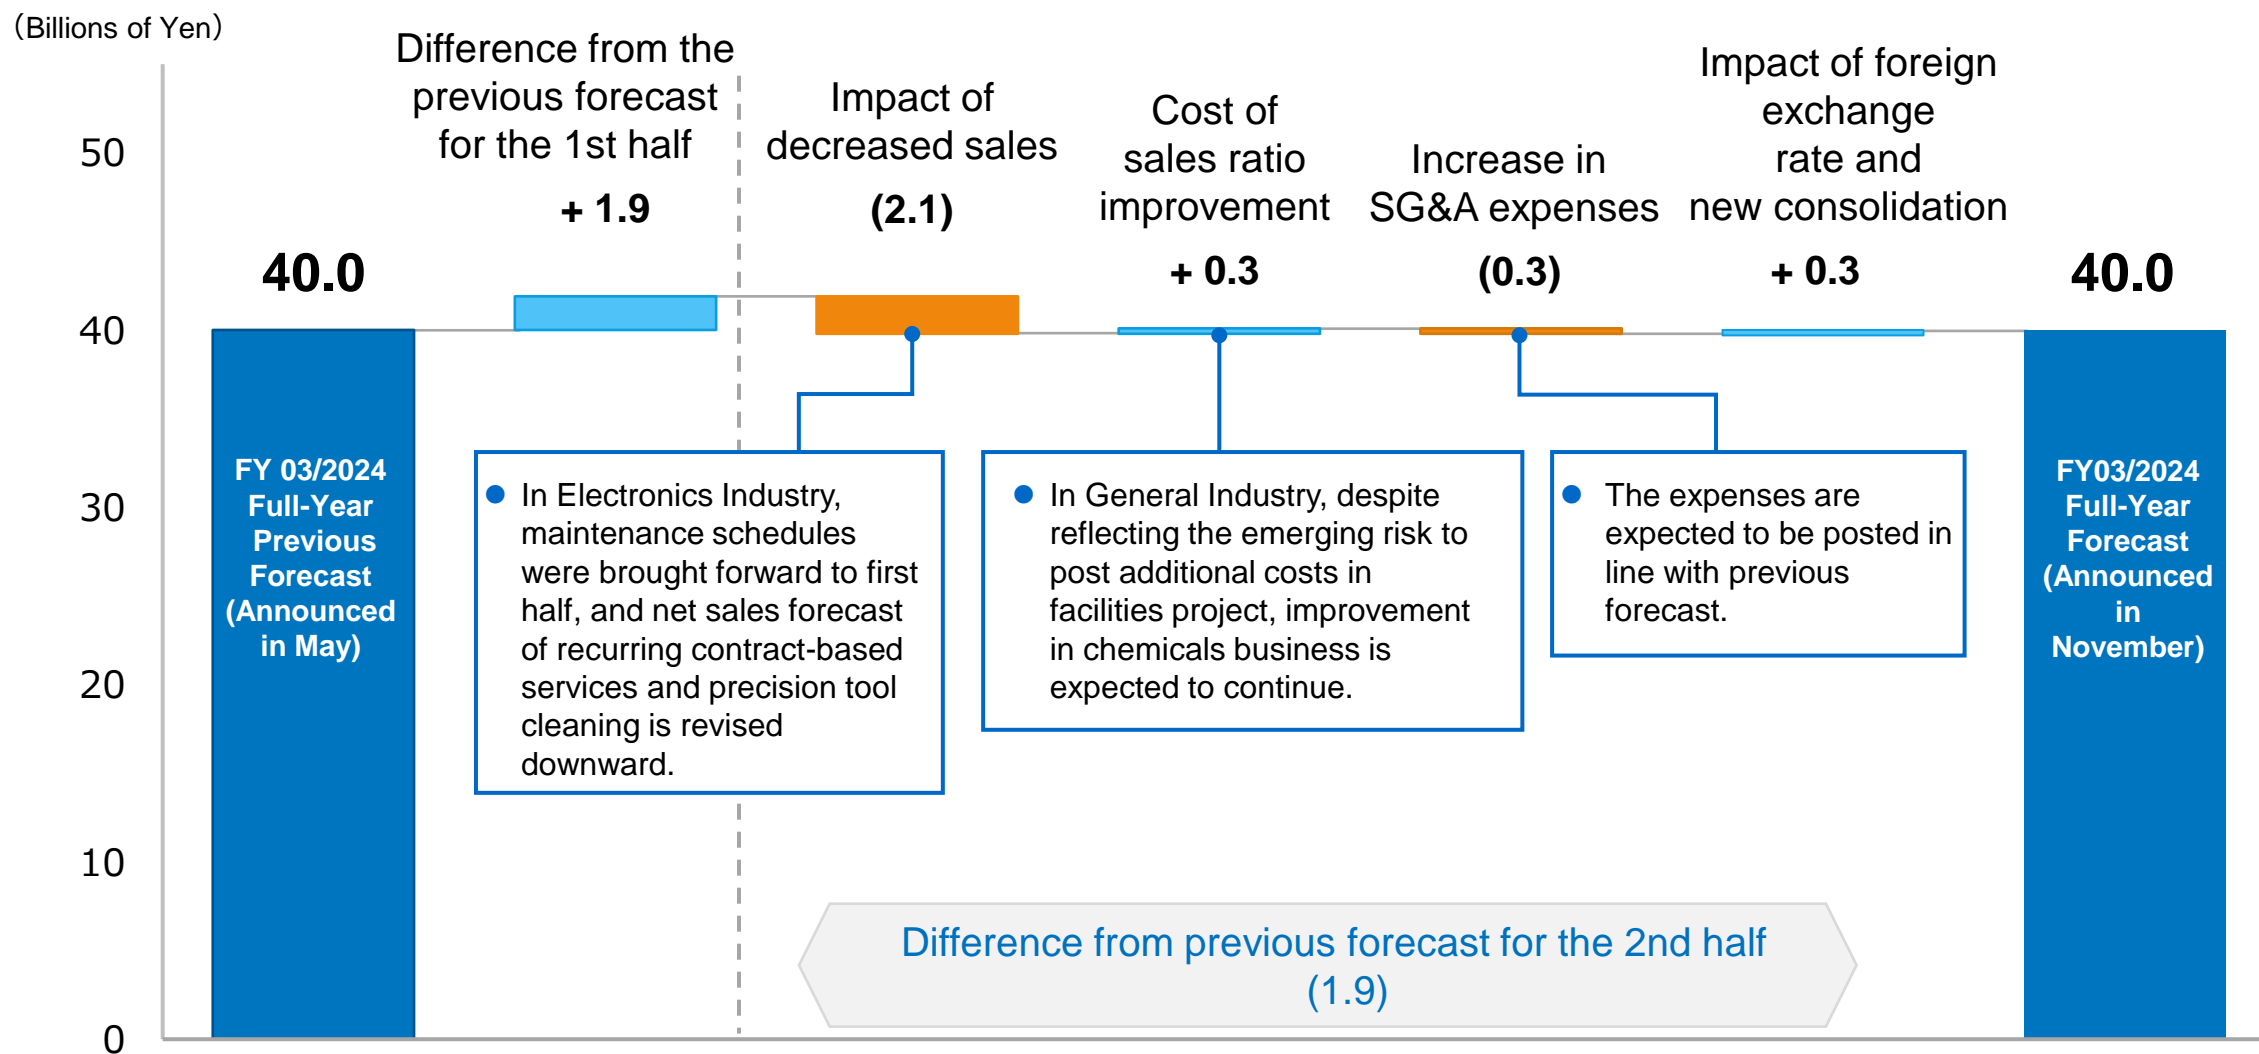 （Billions of Yen）
Difference from the
previous forecast
for the 1st half
+ 1.9
Impact of
decreased sales
(2.1)
Cost of
sales ratio
improvement
+ 0.3
Increase in
SG&A expenses
(0.3)
Impact of foreign
exchange
rate and
new consolidation
+ 0.3
40.0
40.0
50
40
30
20
10
0
FY 03/2024
Full-Year
Previous
Forecast
(Announced
in May)
● In Electronics Industry,
maintenance schedules
were brought forward to first
half, and net sales forecast
of recurring contract-based
services and precision tool
cleaning is revised
downward.
● In General Industry, despite
reflecting the emerging risk to
post additional costs in
facilities project, improvement
in chemicals business is
expected to continue.
● The expenses are
expected to be posted in
line with previous
forecast.
FY03/2024
Full-Year
Forecast
(Announced
in
November)
Difference from previous forecast for the 2nd half
(1.9)